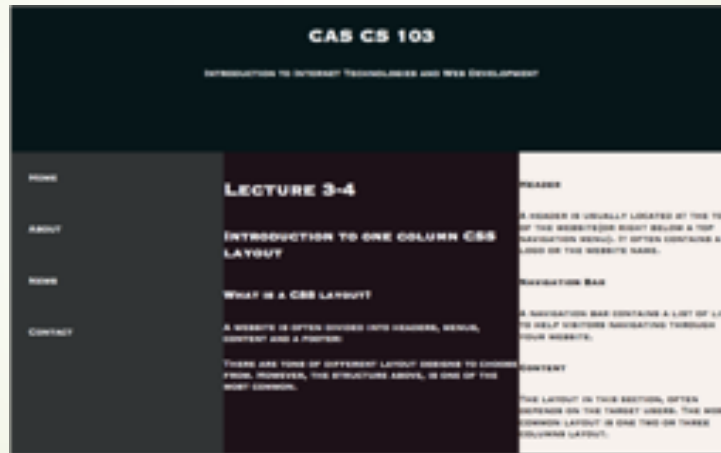 CAS CS 103
Introduction to Internet Technologies and Web Development
Home
About
News
Contact
Lecture 3-4
Introduction to one column CSS
layout
What is a CSS layout?
A website is often divided into headers, menus,
content and a footer:
There are tons of different layout designs to choose
from. However, the structure above, is one of the
most common.
Header
A header is usually located at the
of the website(or right below a top
navigation menu). It often contains a
logo or the website name.
Navigation Bar
A navigation bar contains a list of
to help visitors navigating through
your website.
Content
The layout in this section, often
depends on the target users. The
common layout is one two or three
columns layout.